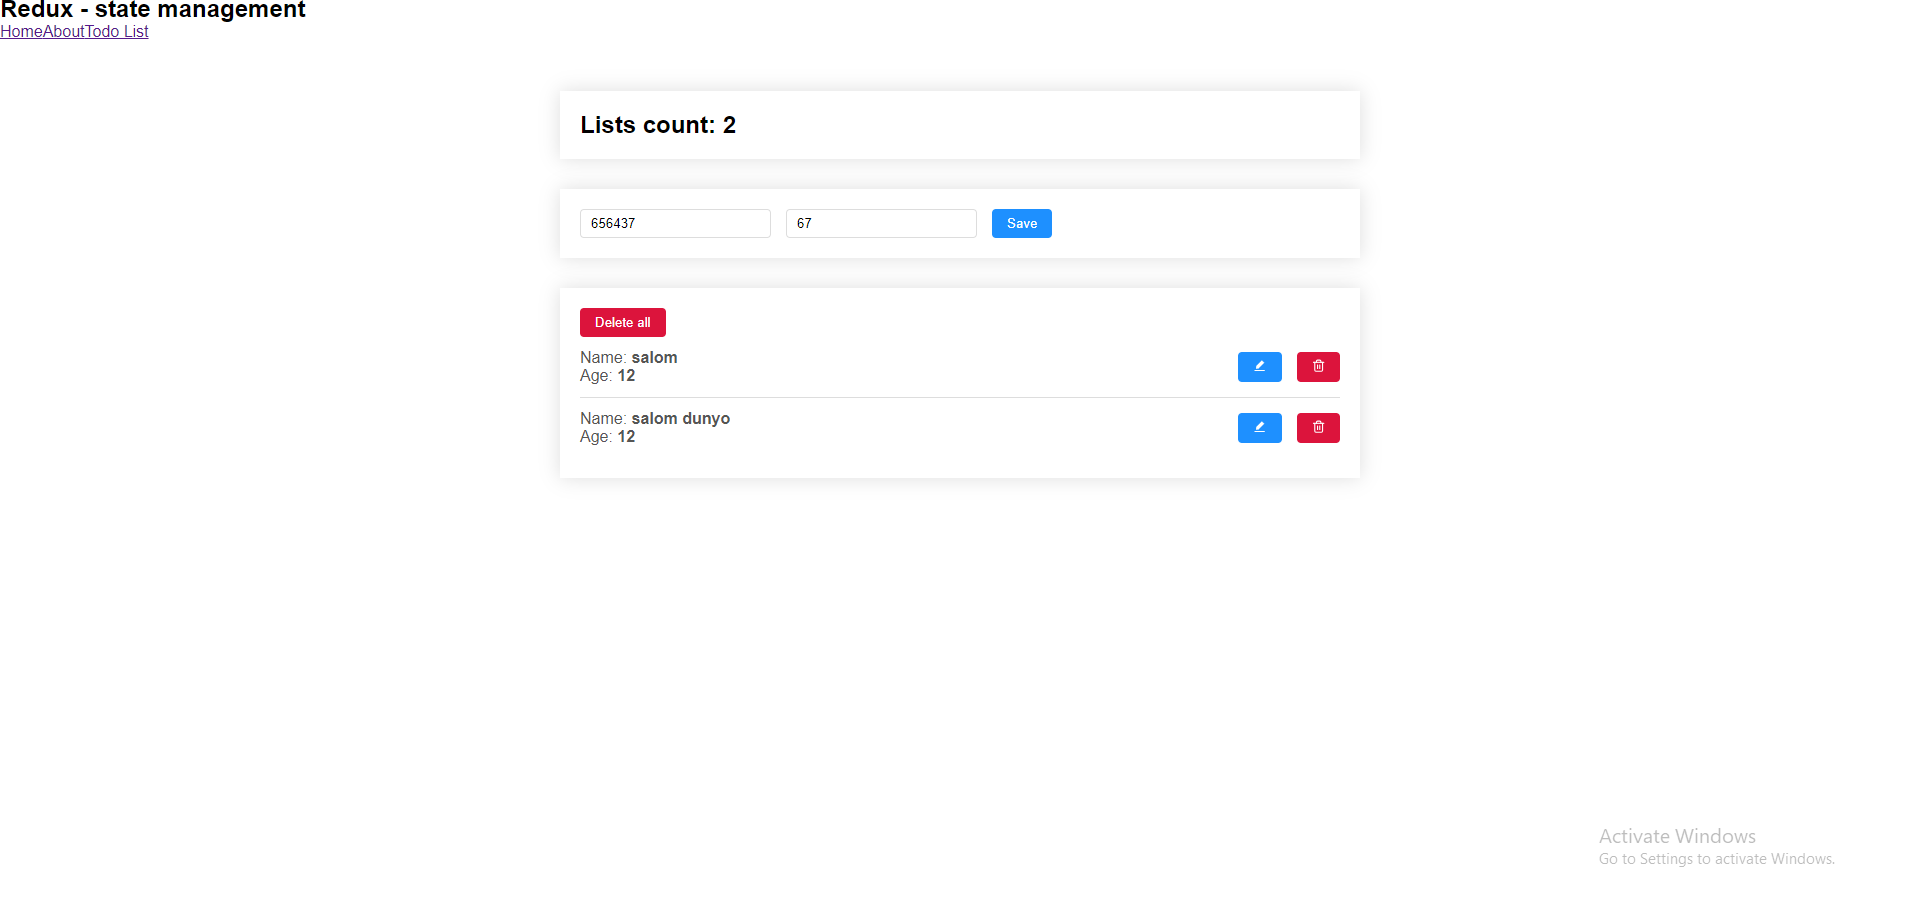 Redux - state management
HomeAboutTodo List
Lists count: 2
656437 67 Save
Delete all
Name: salom
Age: 12
Name: salom dunyo
Age: 12
Activate Windows
Go to Settings to activate Windows.